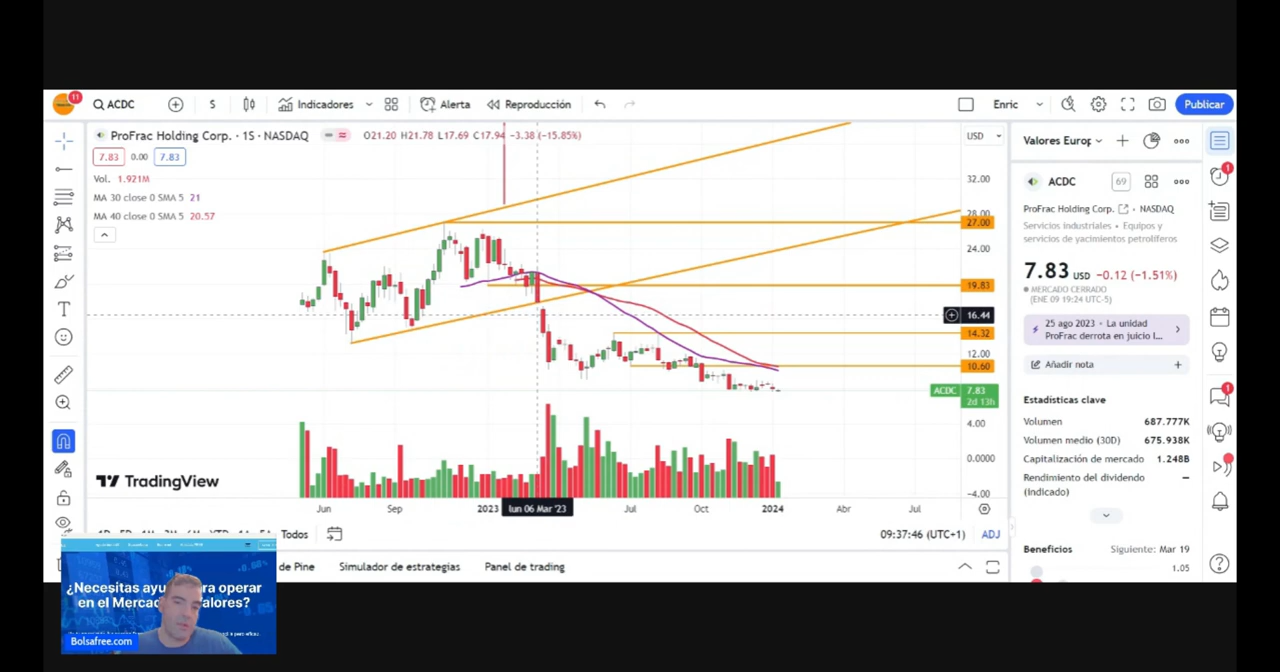 11
ACDC
S
Indicadores
Alerta
Reproducción
Enric
Publicar
ProFrac Holding Corp. · 1S · NASDAQ
O21.20 H21.78 L17.69 C17.94 −3.38 (−15.85%)
USD
7.83 0.00 7.83
Vol. 1.921M
MA 30 close 0 SMA 5 21
MA 40 close 0 SMA 5 20.57
32.00
28.00
27.00
24.00
19.83
16.44
14.32
12.00
10.60
ACDC 7.83
2d 13h
4.00
0.0000
−4.00
TradingView
Jun
Sep
2023
lun 06 Mar '23
Jul
Oct
2024
Abr
Jul
Todos
09:37:46 (UTC+1)
ADJ
de Pine
Simulador de estrategias
Panel de trading
Valores Europ
ACDC
69
ProFrac Holding Corp. · NASDAQ
Servicios industriales · Equipos y
servicios de yacimientos petrolíferos
7.83 USD −0.12 (−1.51%)
MERCADO CERRADO
(ENE 09 19:24 UTC-5)
25 ago 2023 · La unidad
ProFrac derrota en juicio l...
Añadir nota
Estadísticas clave
Volumen 687.777K
Volumen medio (30D) 675.938K
Capitalización de mercado 1.248B
Rendimiento del dividendo —
(indicado)
Beneficios Siguiente: Mar 19
1.05
1
1
¿Necesitas ayu ra operar
en el Merca alores?
Bolsafree.com